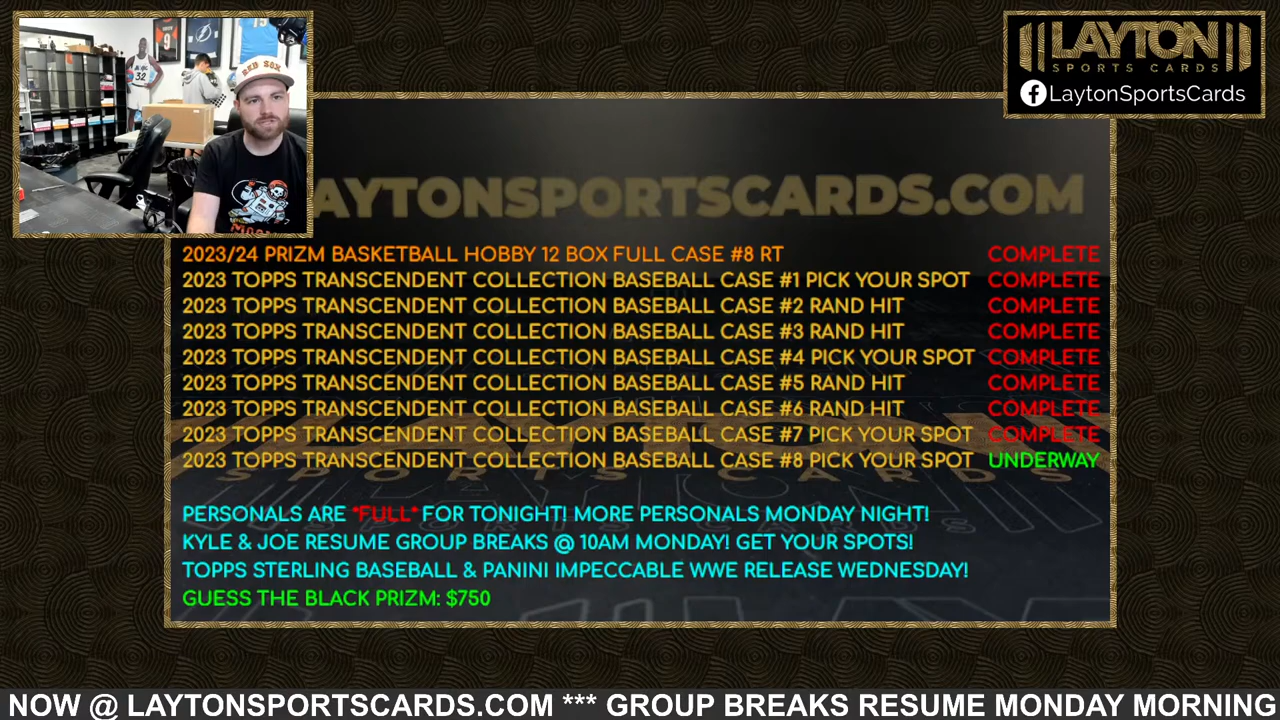 LAYTON
SPORTS CARDS
LaytonSportsCards
RED SOX
32
9
LAYTONSPORTSCARDS.COM
2023/24 PRIZM BASKETBALL HOBBY 12 BOX FULL CASE #8 RT COMPLETE
2023 TOPPS TRANSCENDENT COLLECTION BASEBALL CASE #1 PICK YOUR SPOT COMPLETE
2023 TOPPS TRANSCENDENT COLLECTION BASEBALL CASE #2 RAND HIT COMPLETE
2023 TOPPS TRANSCENDENT COLLECTION BASEBALL CASE #3 RAND HIT COMPLETE
2023 TOPPS TRANSCENDENT COLLECTION BASEBALL CASE #4 PICK YOUR SPOT COMPLETE
2023 TOPPS TRANSCENDENT COLLECTION BASEBALL CASE #5 RAND HIT COMPLETE
2023 TOPPS TRANSCENDENT COLLECTION BASEBALL CASE #6 RAND HIT COMPLETE
2023 TOPPS TRANSCENDENT COLLECTION BASEBALL CASE #7 PICK YOUR SPOT COMPLETE
2023 TOPPS TRANSCENDENT COLLECTION BASEBALL CASE #8 PICK YOUR SPOT UNDERWAY
SPORTS CARDS
PERSONALS ARE *FULL* FOR TONIGHT! MORE PERSONALS MONDAY NIGHT!
KYLE & JOE RESUME GROUP BREAKS @ 10AM MONDAY! GET YOUR SPOTS!
TOPPS STERLING BASEBALL & PANINI IMPECCABLE WWE RELEASE WEDNESDAY!
GUESS THE BLACK PRIZM: $750
NOW @ LAYTONSPORTSCARDS.COM *** GROUP BREAKS RESUME MONDAY MORNING